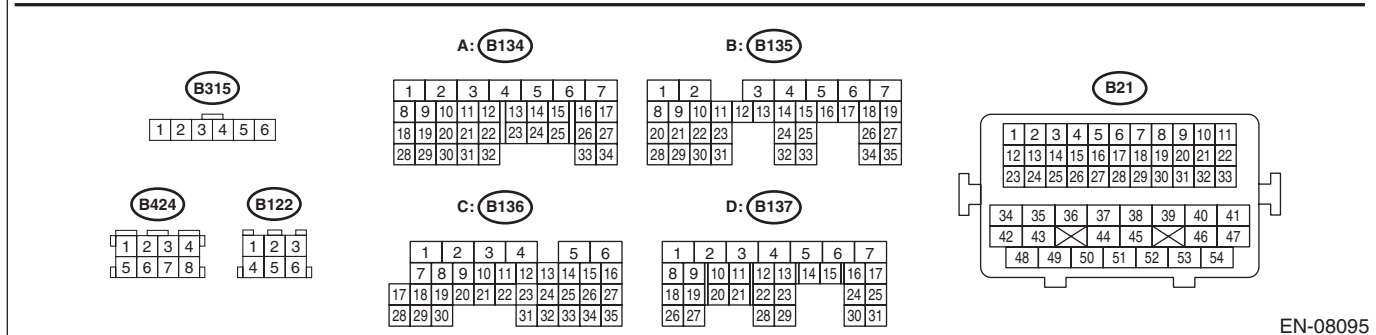 A: B134
B: B135
B315
B21
1 2 3 4 5 6 7
8 9 10 11 12 13 14 15 16 17
18 19 20 21 22 23 24 25 26 27
28 29 30 31 32 33 34
1 2 3 4 5 6 7
8 9 10 11 12 13 14 15 16 17 18 19
20 21 22 23 24 25 26 27
28 29 30 31 32 33 34 35
1 2 3 4 5 6
1 2 3 4 5 6 7 8 9 10 11
12 13 14 15 16 17 18 19 20 21 22
23 24 25 26 27 28 29 30 31 32 33
34 35 36 37 38 39 40 41
42 43 44 45 46 47
48 49 50 51 52 53 54
B424
B122
C: B136
D: B137
1 2 3 4
5 6 7 8
1 2 3
4 5 6
1 2 3 4 5 6
7 8 9 10 11 12 13 14 15 16
17 18 19 20 21 22 23 24 25 26 27
28 29 30 31 32 33 34 35
1 2 3 4 5 6 7
8 9 10 11 12 13 14 15 16 17
18 19 20 21 22 23 24 25
26 27 28 29 30 31
EN-08095